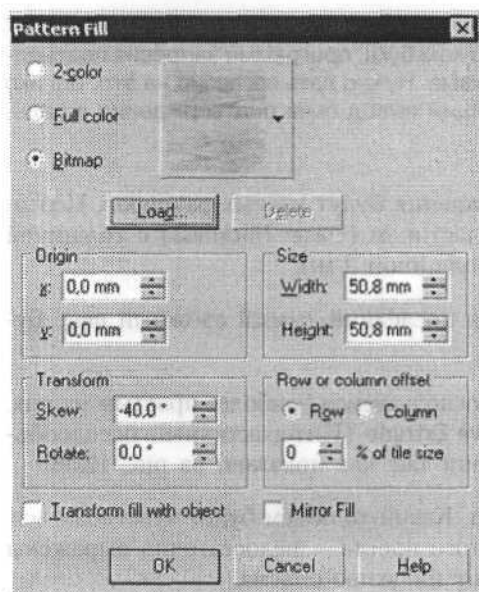 Pattern Fill
2-color
Full color
Bitmap
Load...
Delete
Origin
x: 0,0 mm
y: 0,0 mm
Size
Width: 50,8 mm
Height: 50,8 mm
Transform
Skew: -40,0 °
Rotate: 0,0 °
Row or column offset
Row Column
0 % of tile size
Transform fill with object
Mirror Fill
OK Cancel Help